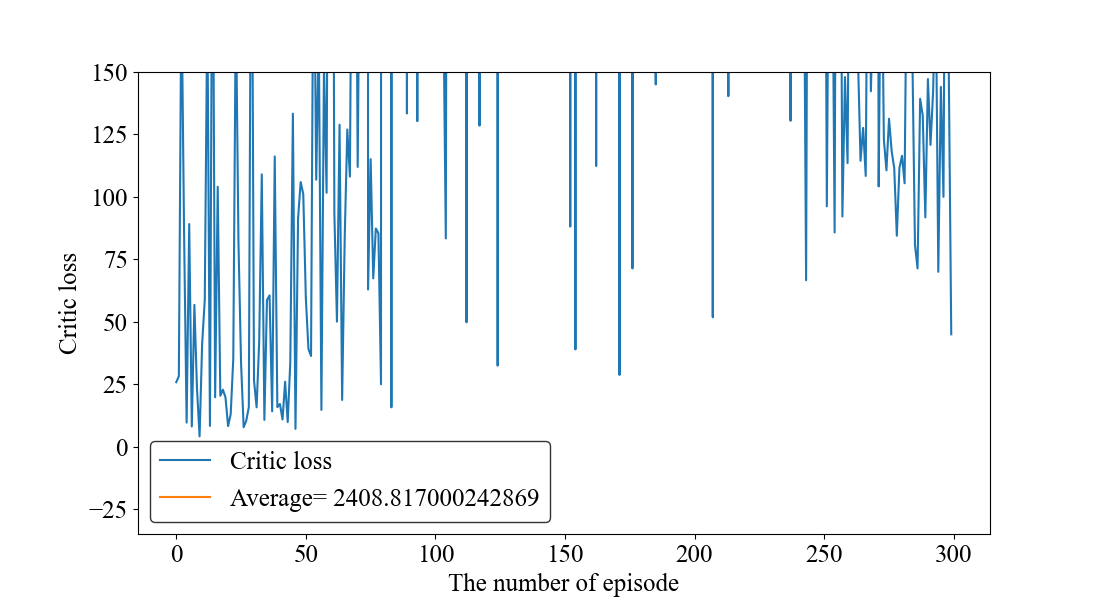 150
125
100
75
50
25
0
−25
Critic loss
Critic loss
Average= 2408.817000242869
0 50 100 150 200 250 300
The number of episode